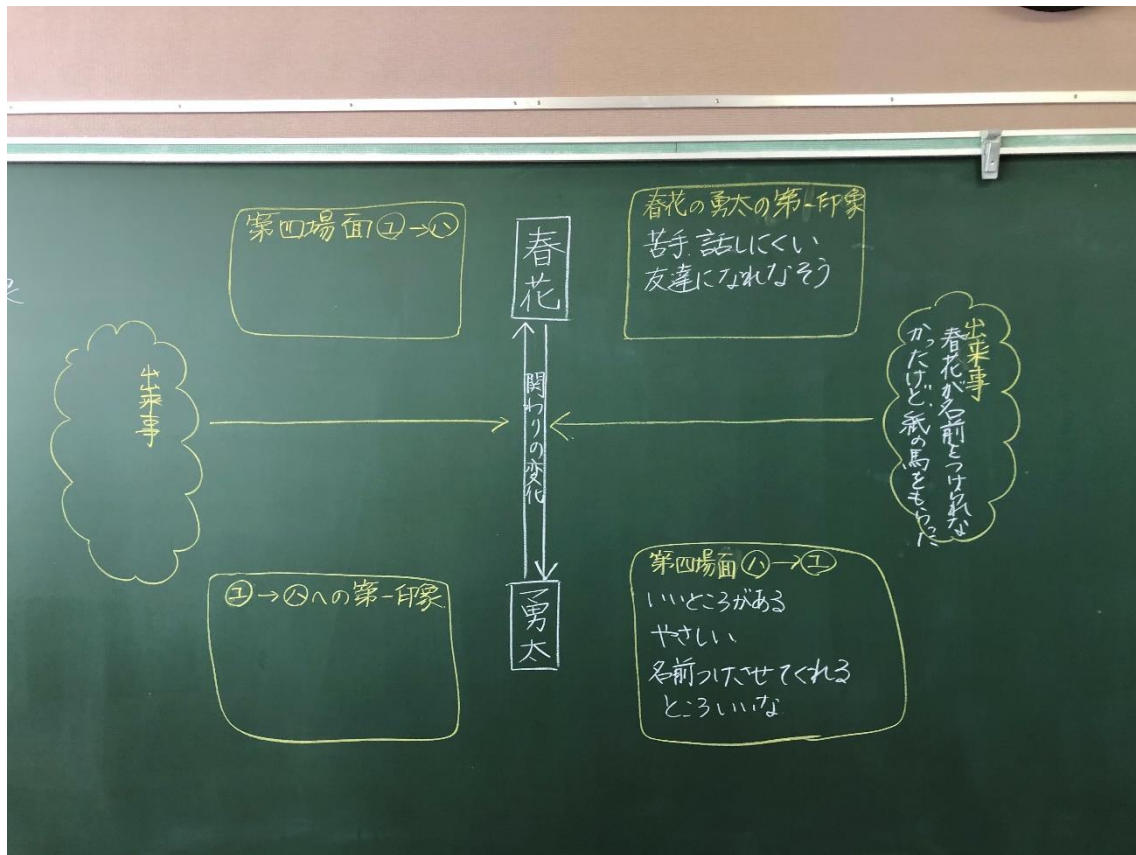 春花の勇太の第一印象
苦手 話しにくい
友達になれなそう
出来事
春花が名前をつけられな
かったけど、紙の馬をもらった
第四場面ハ→ユ
いいところがある
やさしい
名前つけさせてくれる
ところいいな
春花
関わりの変化
勇太
第四場面ユ→ハ
出来事
ユ→ハへの第一印象